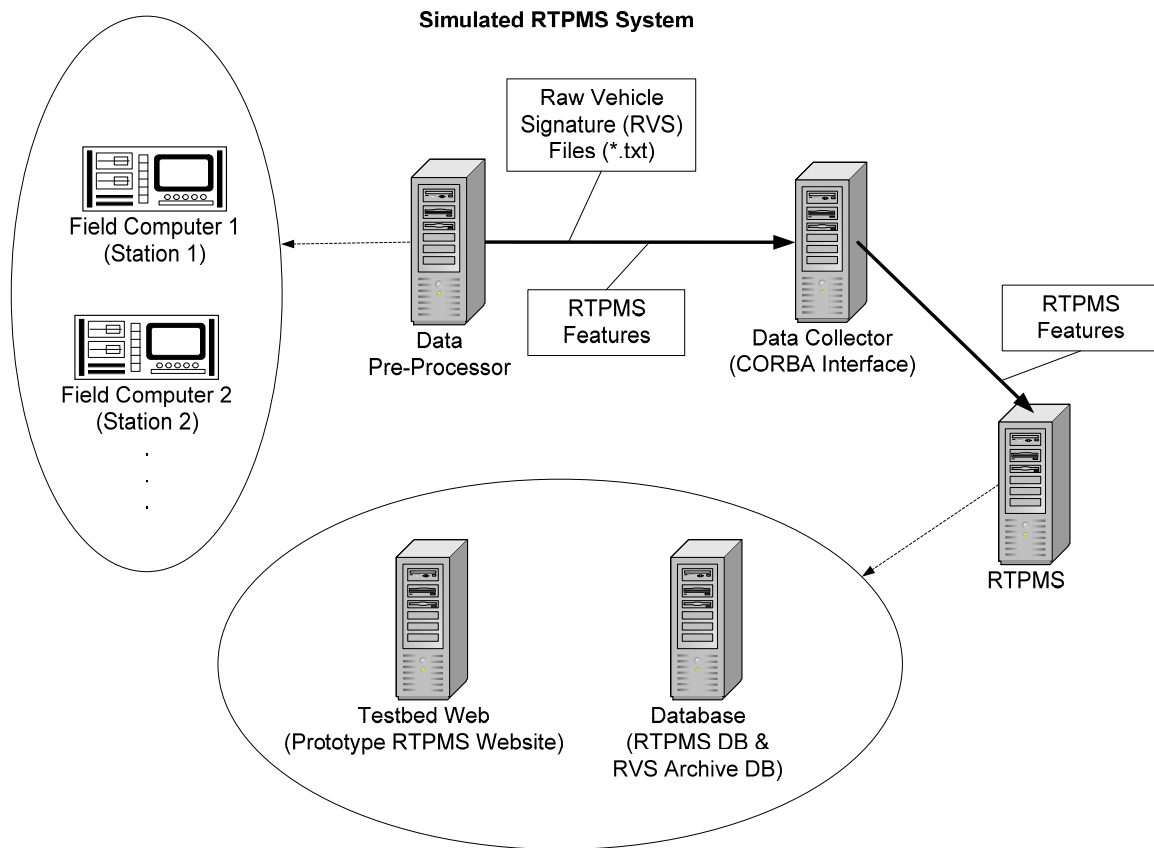 Simulated RTPMS System
Raw Vehicle
Signature (RVS)
Files (*.txt)
Field Computer 1
(Station 1)
RTPMS
Features
Data
Pre-Processor
Data Collector
(CORBA Interface)
RTPMS
Features
Field Computer 2
(Station 2)
.
.
.
RTPMS
Testbed Web
(Prototype RTPMS Website)
Database
(RTPMS DB &
RVS Archive DB)